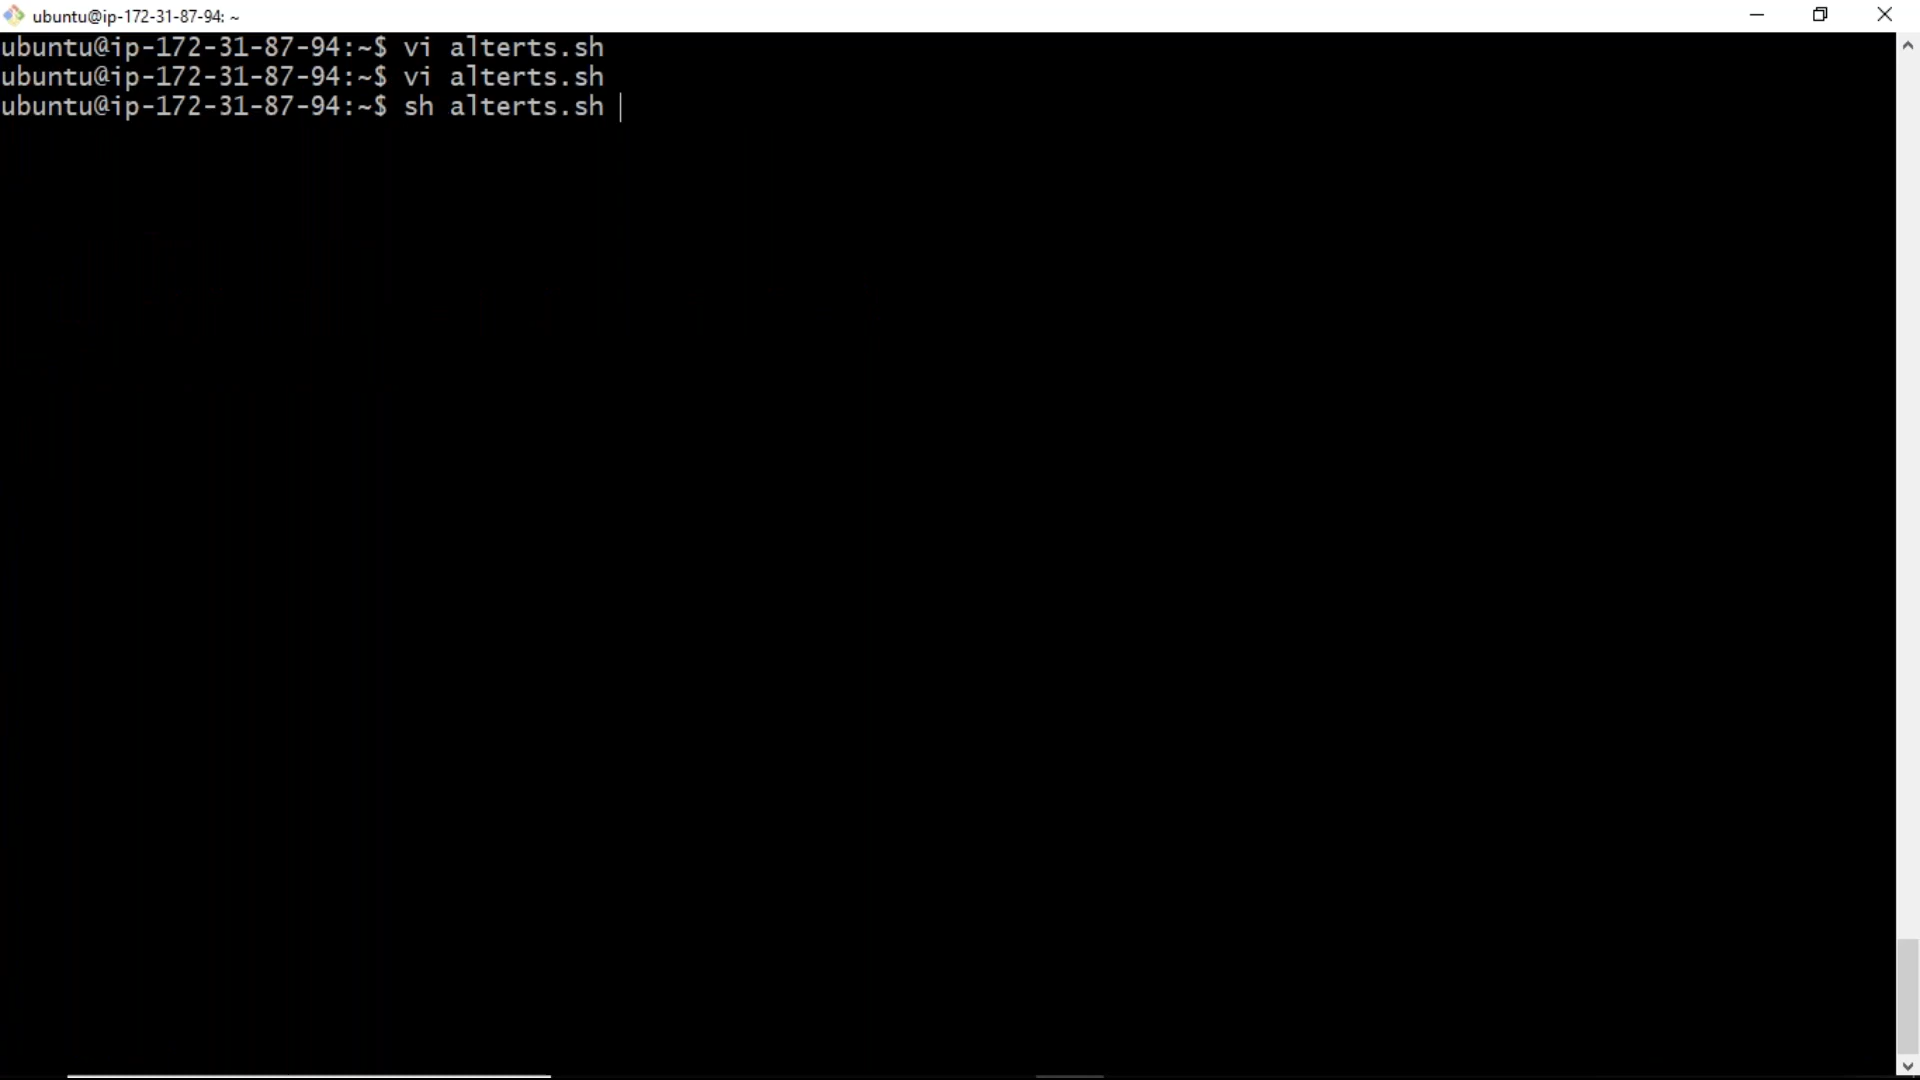 ubuntu@ip-172-31-87-94: ~
ubuntu@ip-172-31-87-94:~$ vi alterts.sh
ubuntu@ip-172-31-87-94:~$ vi alterts.sh
ubuntu@ip-172-31-87-94:~$ sh alterts.sh